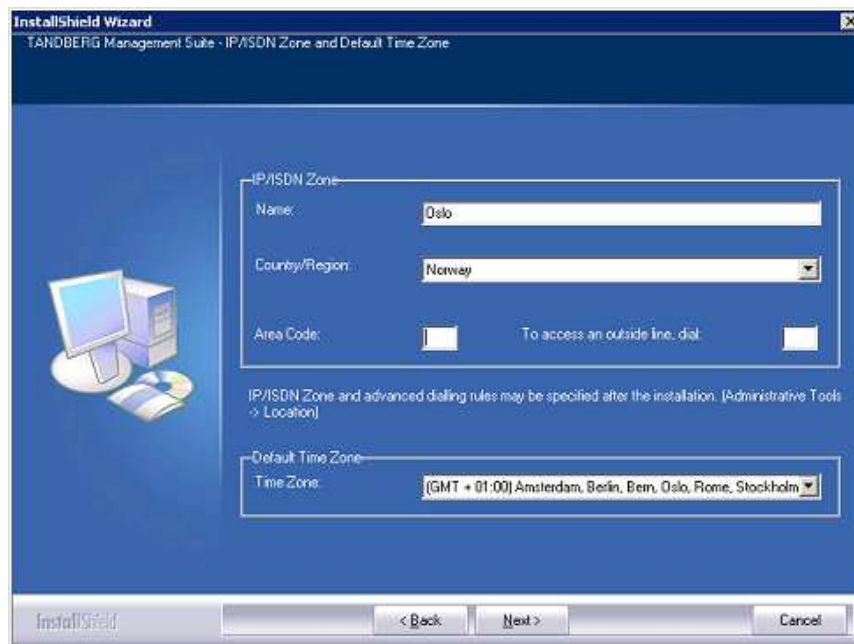 InstallShield Wizard
TANDBERG Management Suite - IP/ISDN Zone and Default Time Zone
IP/ISDN Zone
Name:
Oslo
Country/Region:
Norway
Area Code:
To access an outside line, dial:
IP/ISDN Zone and advanced dialling rules may be specified after the installation. (Administrative Tools
-> Location)
Default Time Zone
Time Zone:
(GMT + 01:00) Amsterdam, Berlin, Bern, Oslo, Rome, Stockholm
InstallShield
< Back
Next >
Cancel